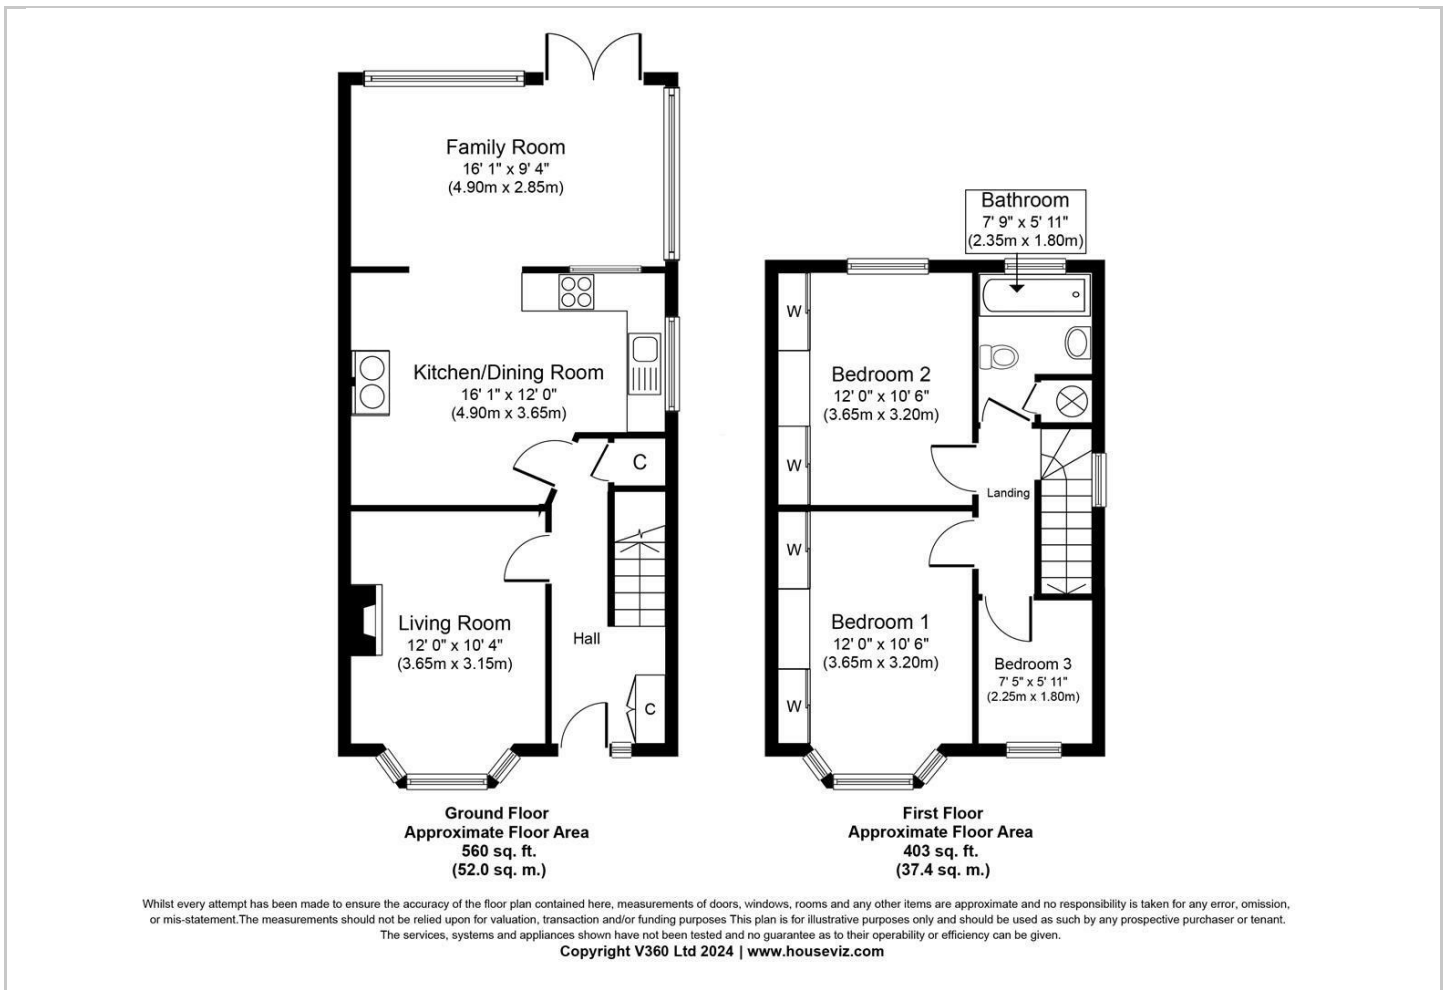 Family Room
16' 1" x 9' 4"
(4.90m x 2.85m)
Kitchen/Dining Room
16' 1" x 12' 0"
(4.90m x 3.65m)
C
Living Room
12' 0" x 10' 4"
(3.65m x 3.15m)
Hall
C
Ground Floor
Approximate Floor Area
560 sq. ft.
(52.0 sq. m.)
Bathroom
7' 9" x 5' 11"
(2.35m x 1.80m)
W
Bedroom 2
12' 0" x 10' 6"
(3.65m x 3.20m)
W
Landing
W
Bedroom 1
12' 0" x 10' 6"
(3.65m x 3.20m)
W
Bedroom 3
7' 5" x 5' 11"
(2.25m x 1.80m)
First Floor
Approximate Floor Area
403 sq. ft.
(37.4 sq. m.)
Whilst every attempt has been made to ensure the accuracy of the floor plan contained here, measurements of doors, windows, rooms and any other items are approximate and no responsibility is taken for any error, omission,
or mis-statement.The measurements should not be relied upon for valuation, transaction and/or funding purposes This plan is for illustrative purposes only and should be used as such by any prospective purchaser or tenant.
The services, systems and appliances shown have not been tested and no guarantee as to their operability or efficiency can be given.
Copyright V360 Ltd 2024 | www.houseviz.com